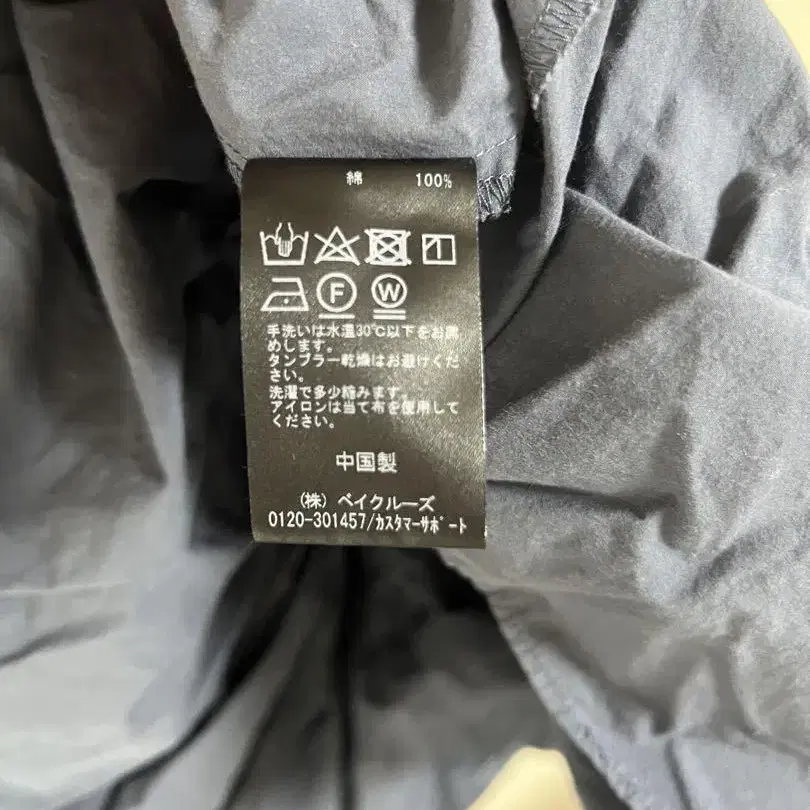 綿 100%
F W
手洗いは水温30℃以下をお薦
めします。
タンブラー乾燥はお避けくだ
さい。
洗濯で多少縮みます。
アイロンは当て布を使用して
ください。
中国製
(株) ベイクルーズ
0120-301457/カスタマーサポート